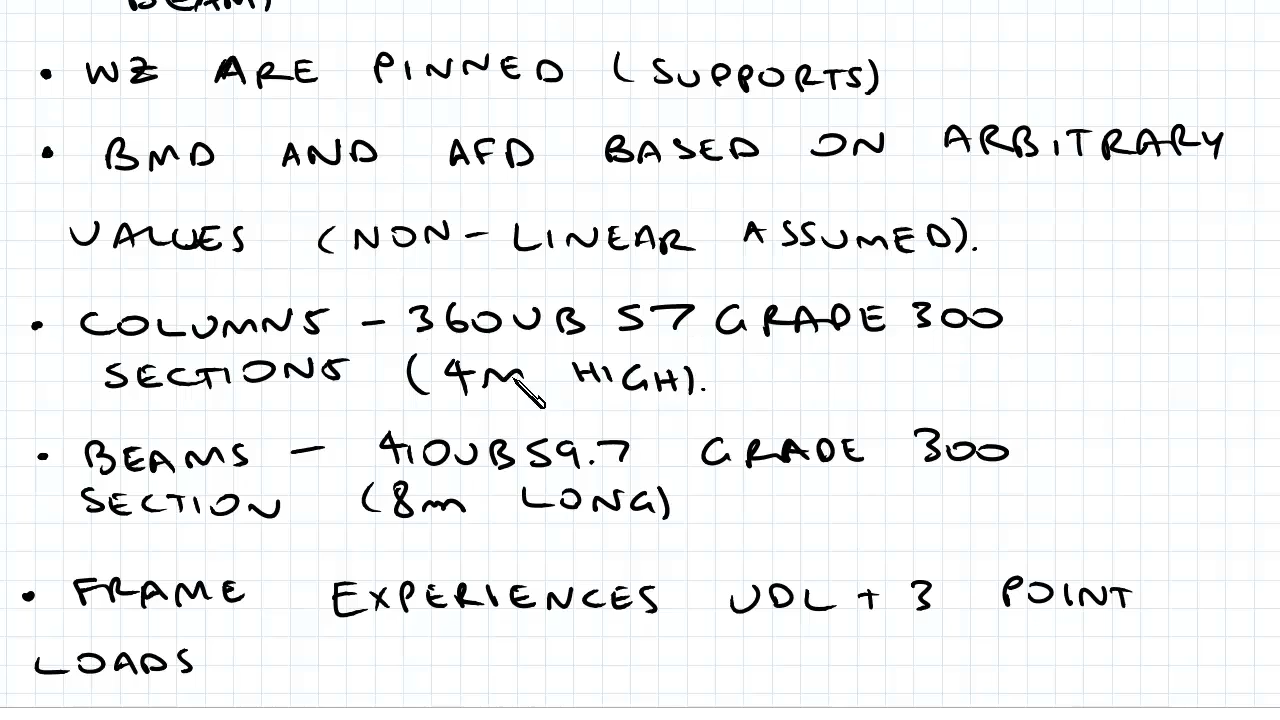 BEAM)
• WE ARE PINNED (SUPPORTS)
• BMD AND AFD BASED ON ARBITRARY
VALUES (NON-LINEAR ASSUMED).
• COLUMNS - 360UB 57 GRADE 300
SECTIONS (4m HIGH).
• BEAMS - 410UB59.7 GRADE 300
SECTION (8m LONG)
• FRAME EXPERIENCES UDL + 3 POINT
LOADS